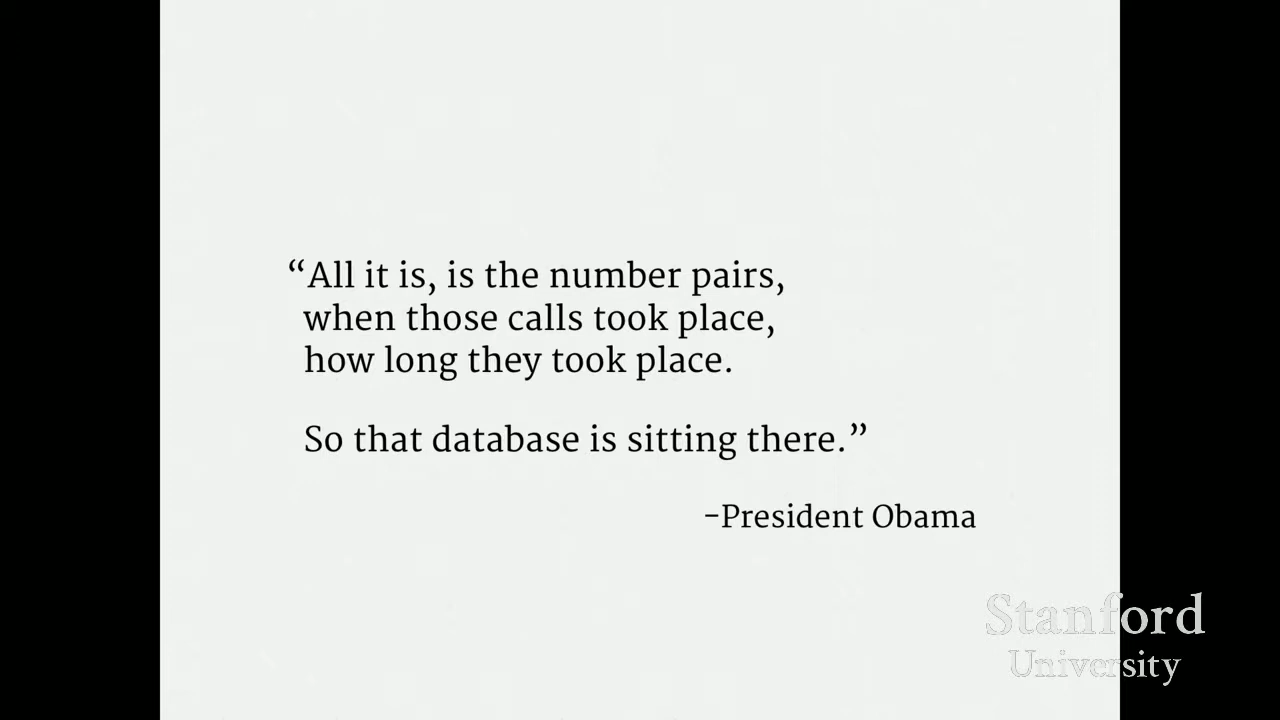 “All it is, is the number pairs,
when those calls took place,
how long they took place.
So that database is sitting there.”
–President Obama
Stanford
University